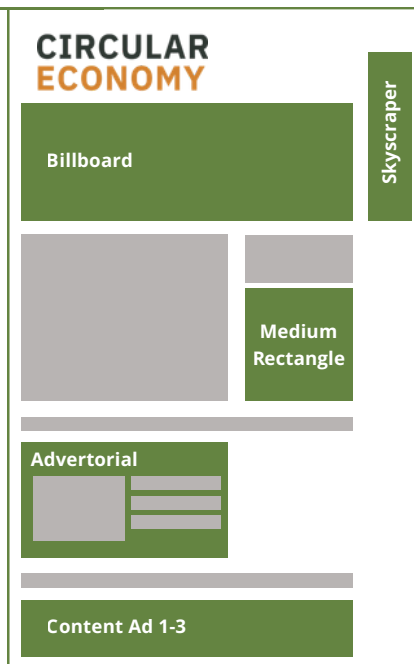 CIRCULAR
ECONOMY
Billboard
Skyscraper
Medium
Rectangle
Advertorial
Content Ad 1-3